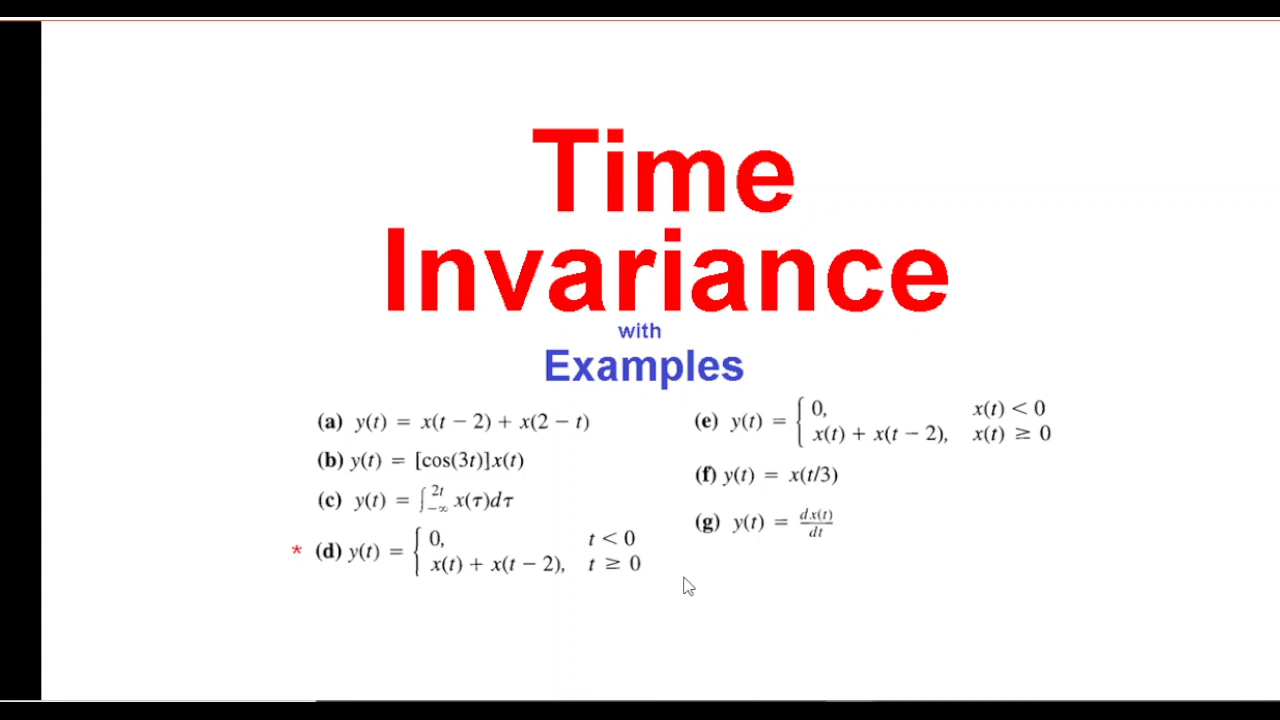 Time
Invariance
with
Examples
(a) y(t) = x(t − 2) + x(2 − t)
(b) y(t) = [cos(3t)]x(t)
(c) y(t) = ∫_{−∞}^{2t} x(τ)dτ
* (d) y(t) = { 0, t < 0
x(t) + x(t − 2), t ≥ 0
(e) y(t) = { 0, x(t) < 0
x(t) + x(t − 2), x(t) ≥ 0
(f) y(t) = x(t/3)
(g) y(t) = dx(t)/dt